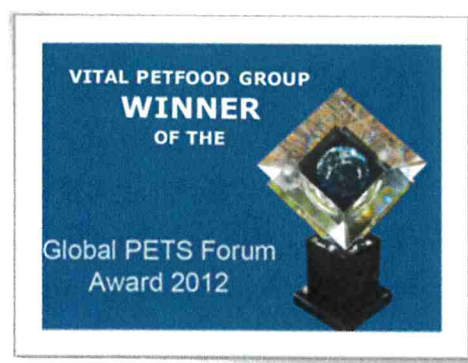 VITAL PETFOOD GROUP
WINNER
OF THE
Global PETS Forum
Award 2012